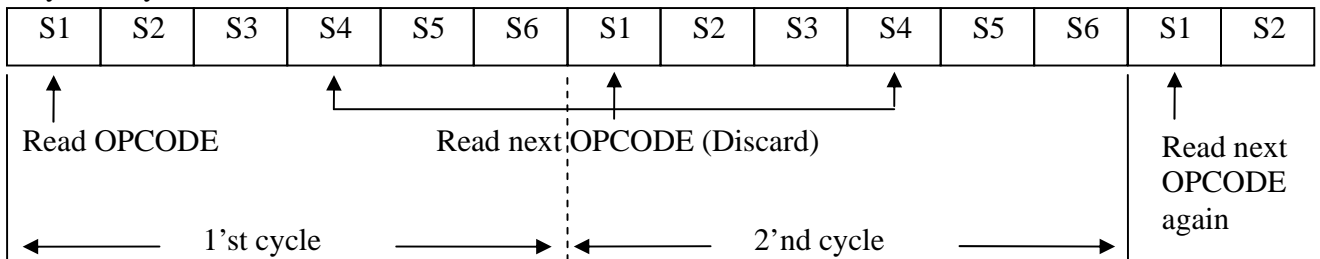 S1 S2 S3 S4 S5 S6 S1 S2 S3 S4 S5 S6 S1 S2
Read OPCODE
Read next OPCODE (Discard)
Read next
OPCODE
again
1'st cycle
2'nd cycle